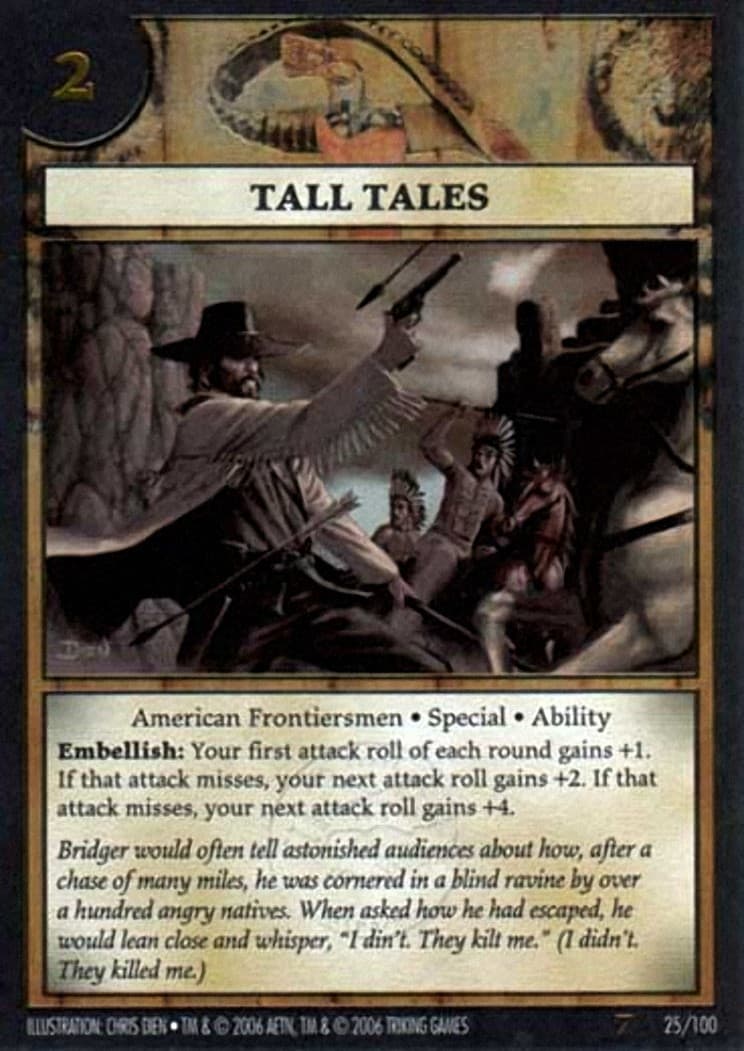 2
TALL TALES
American Frontiersmen • Special • Ability
Embellish: Your first attack roll of each round gains +1.
If that attack misses, your next attack roll gains +2. If that
attack misses, your next attack roll gains +4.
Bridger would often tell astonished audiences about how, after a
chase of many miles, he was cornered in a blind ravine by over
a hundred angry natives. When asked how he had escaped, he
would lean close and whisper, “I din't. They kilt me.” (I didn't.
They killed me.)
ILLUSTRATION: CHRIS DIEN • TM & © 2006 AETN, TM & © 2006 TRIKING GAMES
25/100